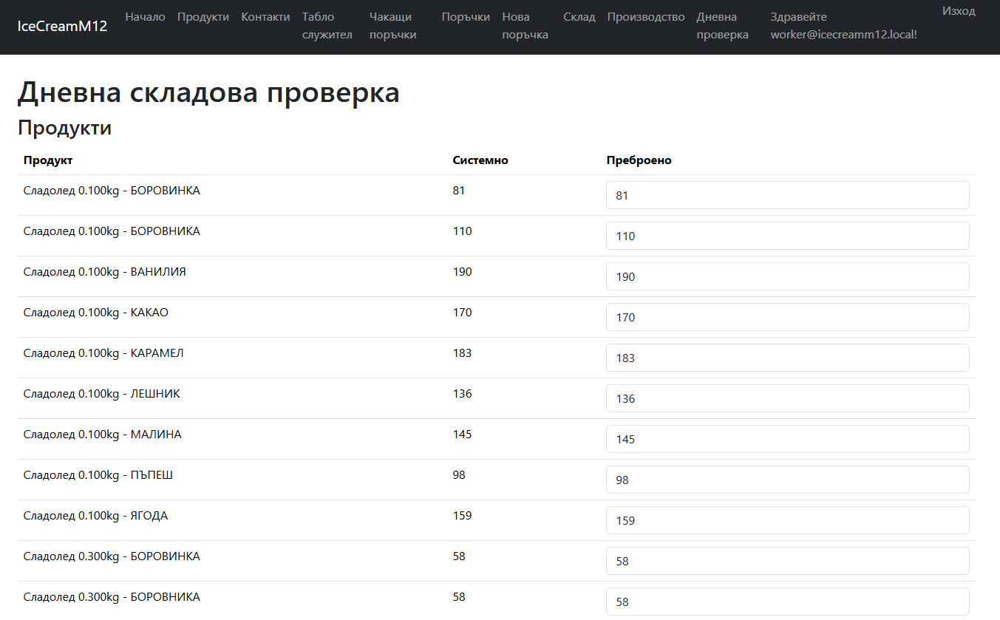 IceCreamM12 Начало Продукти Контакти Табло служител Чакащи поръчки Поръчки Нова поръчка Склад Производство Дневна проверка Здравейте worker@icecreamm12.local! Изход
Дневна складова проверка
Продукти
Продукт Системно Преброено
Сладолед 0.100kg - БОРОВИНКА 81 81
Сладолед 0.100kg - БОРОВНИКА 110 110
Сладолед 0.100kg - ВАНИЛИЯ 190 190
Сладолед 0.100kg - КАКАО 170 170
Сладолед 0.100kg - КАРАМЕЛ 183 183
Сладолед 0.100kg - ЛЕШНИК 136 136
Сладолед 0.100kg - МАЛИНА 145 145
Сладолед 0.100kg - ПЪПЕШ 98 98
Сладолед 0.100kg - ЯГОДА 159 159
Сладолед 0.300kg - БОРОВИНКА 58 58
Сладолед 0.300kg - БОРОВНИКА 58 58